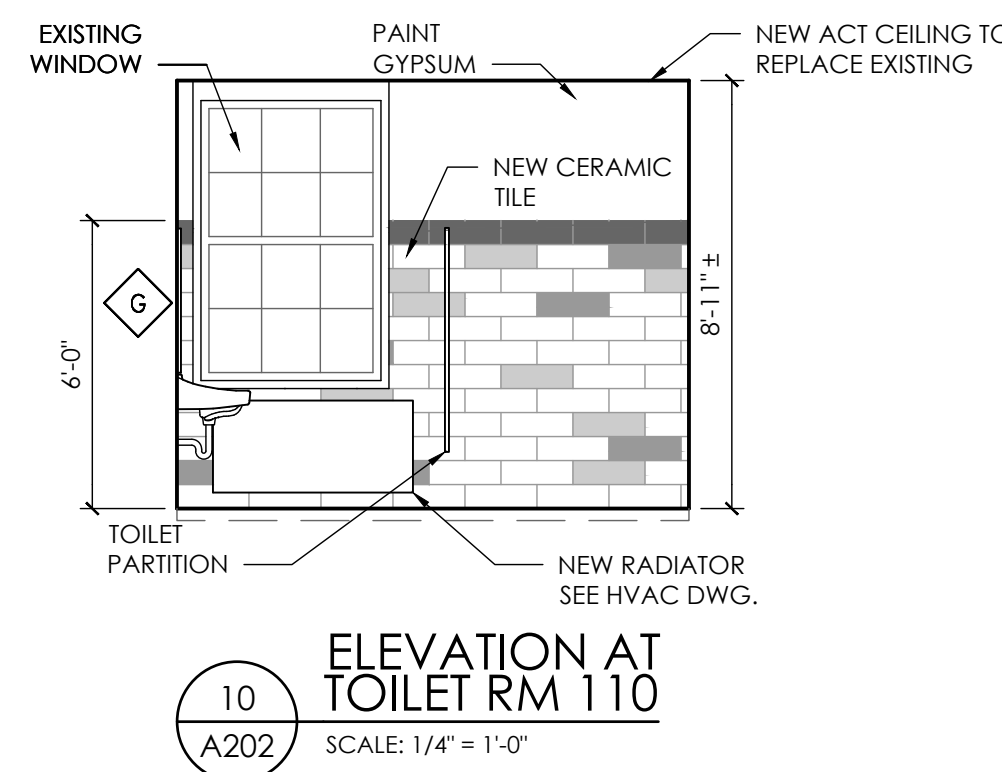 EXISTING
WINDOW
PAINT
GYPSUM
NEW ACT CEILING TO
REPLACE EXISTING
NEW CERAMIC
TILE
G
6'-0"
8'-11" ±
TOILET
PARTITION
NEW RADIATOR
SEE HVAC DWG.
10
A202
ELEVATION AT
TOILET RM 110
SCALE: 1/4" = 1'-0"